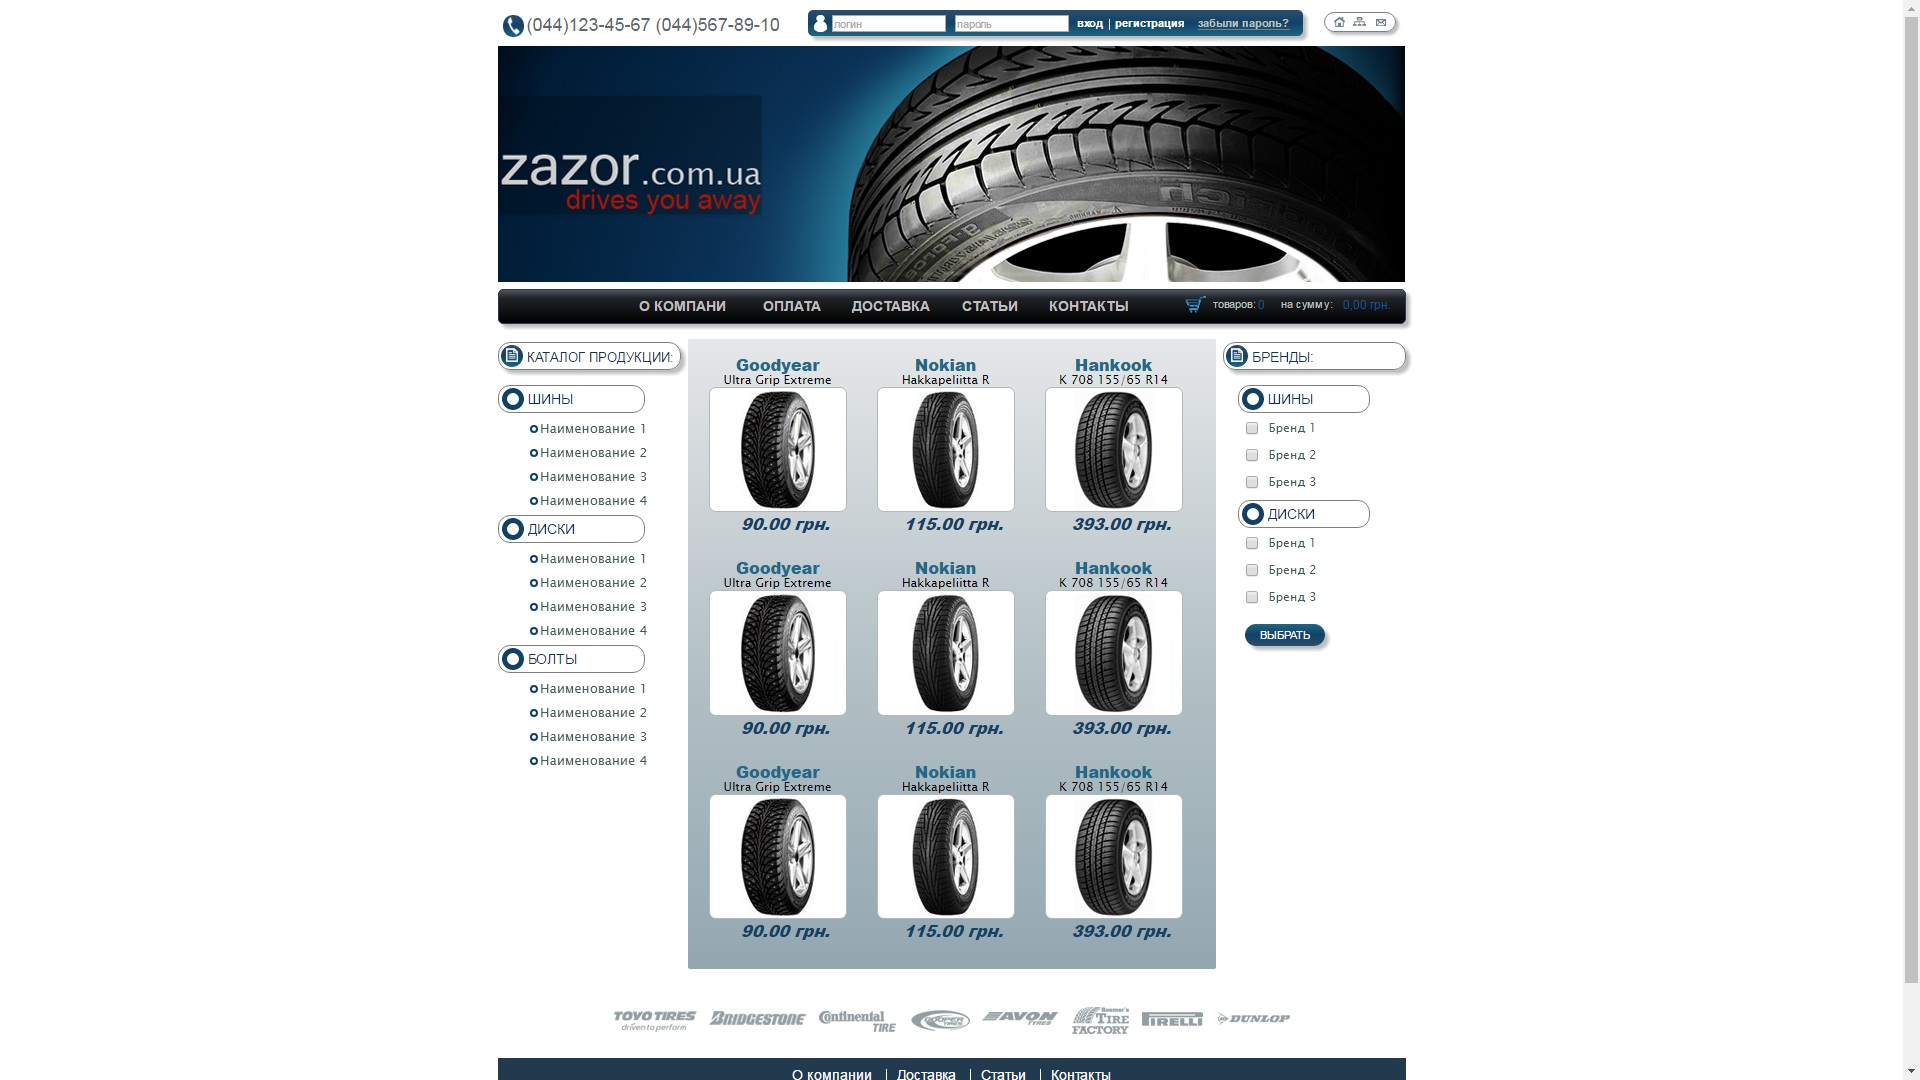 (044)123-45-67 (044)567-89-10
логин
пароль
вход | регистрация
забыли пароль?
zazor.com.ua
drives you away
О КОМПАНИ
ОПЛАТА
ДОСТАВКА
СТАТЬИ
КОНТАКТЫ
товаров: 0
на сумму: 0,00 грн.
КАТАЛОГ ПРОДУКЦИИ:
ШИНЫ
Наименование 1
Наименование 2
Наименование 3
Наименование 4
ДИСКИ
Наименование 1
Наименование 2
Наименование 3
Наименование 4
БОЛТЫ
Наименование 1
Наименование 2
Наименование 3
Наименование 4
Goodyear
Ultra Grip Extreme
90.00 грн.
Nokian
Hakkapeliitta R
115.00 грн.
Hankook
K 708 155/65 R14
393.00 грн.
Goodyear
Ultra Grip Extreme
90.00 грн.
Nokian
Hakkapeliitta R
115.00 грн.
Hankook
K 708 155/65 R14
393.00 грн.
Goodyear
Ultra Grip Extreme
90.00 грн.
Nokian
Hakkapeliitta R
115.00 грн.
Hankook
K 708 155/65 R14
393.00 грн.
БРЕНДЫ:
ШИНЫ
Бренд 1
Бренд 2
Бренд 3
ДИСКИ
Бренд 1
Бренд 2
Бренд 3
ВЫБРАТЬ
TOYO TIRES
driven to perform
BRIDGESTONE
Continental
TIRE
COOPER
TIRES
AVON
TYRES
TIRE
FACTORY
PIRELLI
DUNLOP
О компании | Доставка | Статьи | Контакты